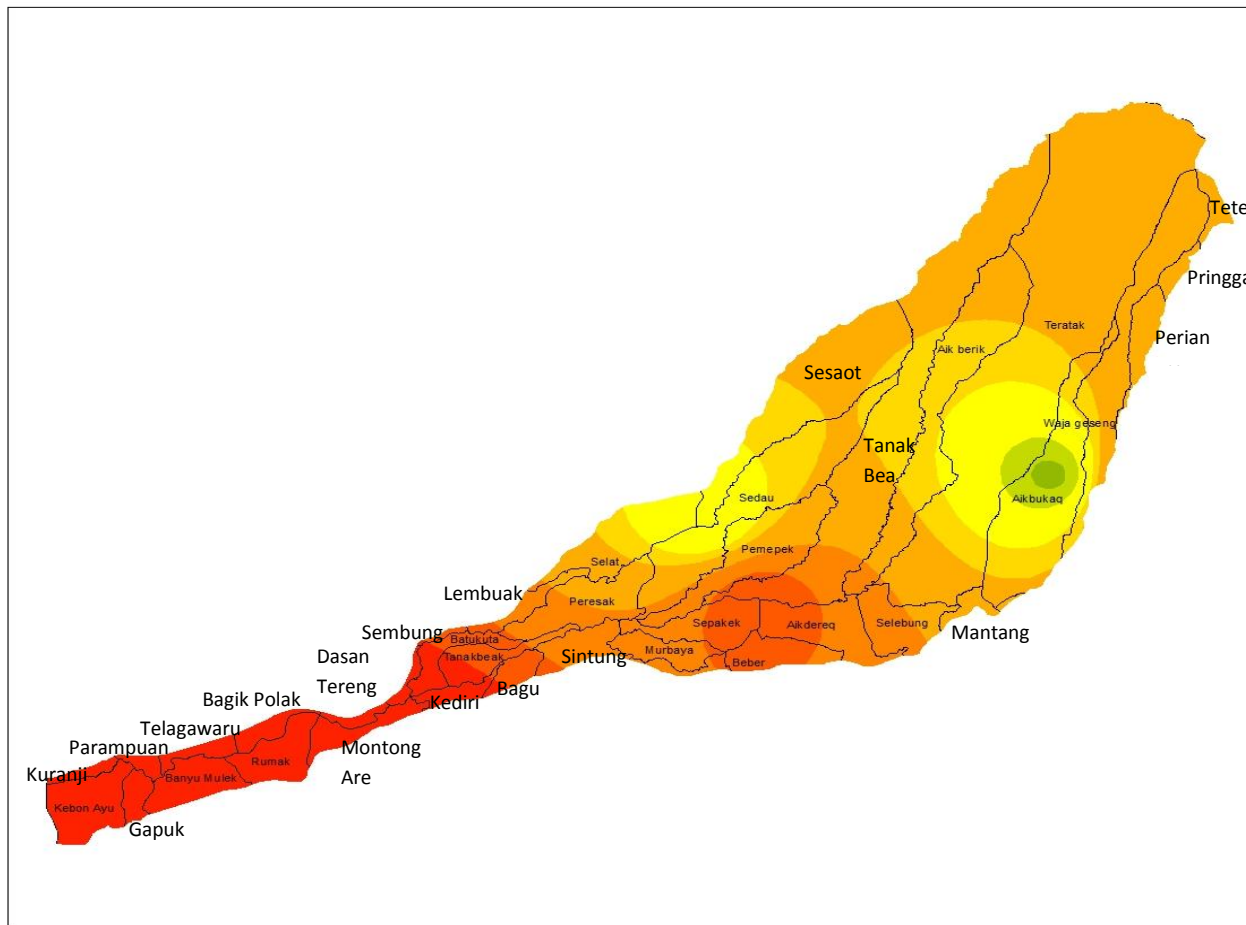 Tete
Pringga
Teratak
Perian
Aik berik
Sesaot
Waja geseng
Tanak
Bea
Sedau
Aikbukaq
Pemepek
Selat
Lembuak
Peresak
Sepakek
Aikdereq
Selebung
Mantang
Sembung
Batukuta
Murbaya
Sintung
Tanakbeak
Beber
Dasan
Tereng
Bagu
Kediri
Bagik Polak
Telagawaru
Parampuan
Montong
Are
Rumak
Kuranji
Banyu Mulek
Kebon Ayu
Gapuk